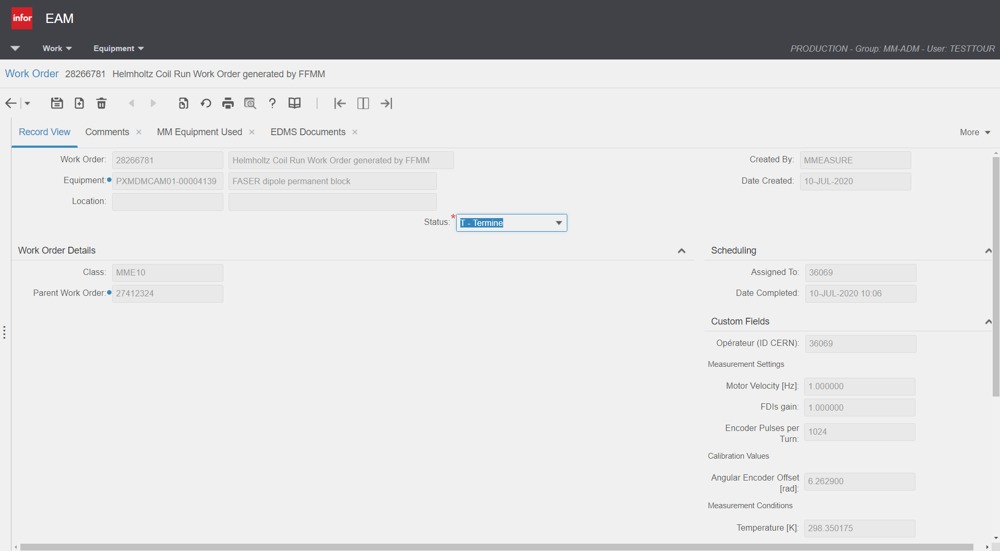 infor EAM
Work Equipment PRODUCTION - Group: MM-ADM - User: TESTTOUR
Work Order 28266781 Helmholtz Coil Run Work Order generated by FFMM
Record View Comments MM Equipment Used EDMS Documents More
Work Order: 28266781 Helmholtz Coil Run Work Order generated by FFMM Created By: MMEASURE
Equipment: PXMDMCAM01-00004139 FASER dipole permanent block Date Created: 10-JUL-2020
Location:
Status: * T - Termine
Work Order Details Scheduling
Class: MME10 Assigned To: 36069
Parent Work Order: 27412324 Date Completed: 10-JUL-2020 10:06
Custom Fields
Opérateur (ID CERN): 36069
Measurement Settings
Motor Velocity [Hz]: 1.000000
FDIs gain: 1.000000
Encoder Pulses per
Turn: 1024
Calibration Values
Angular Encoder Offset
[rad]: 6.262900
Measurement Conditions
Temperature [K]: 298.350175